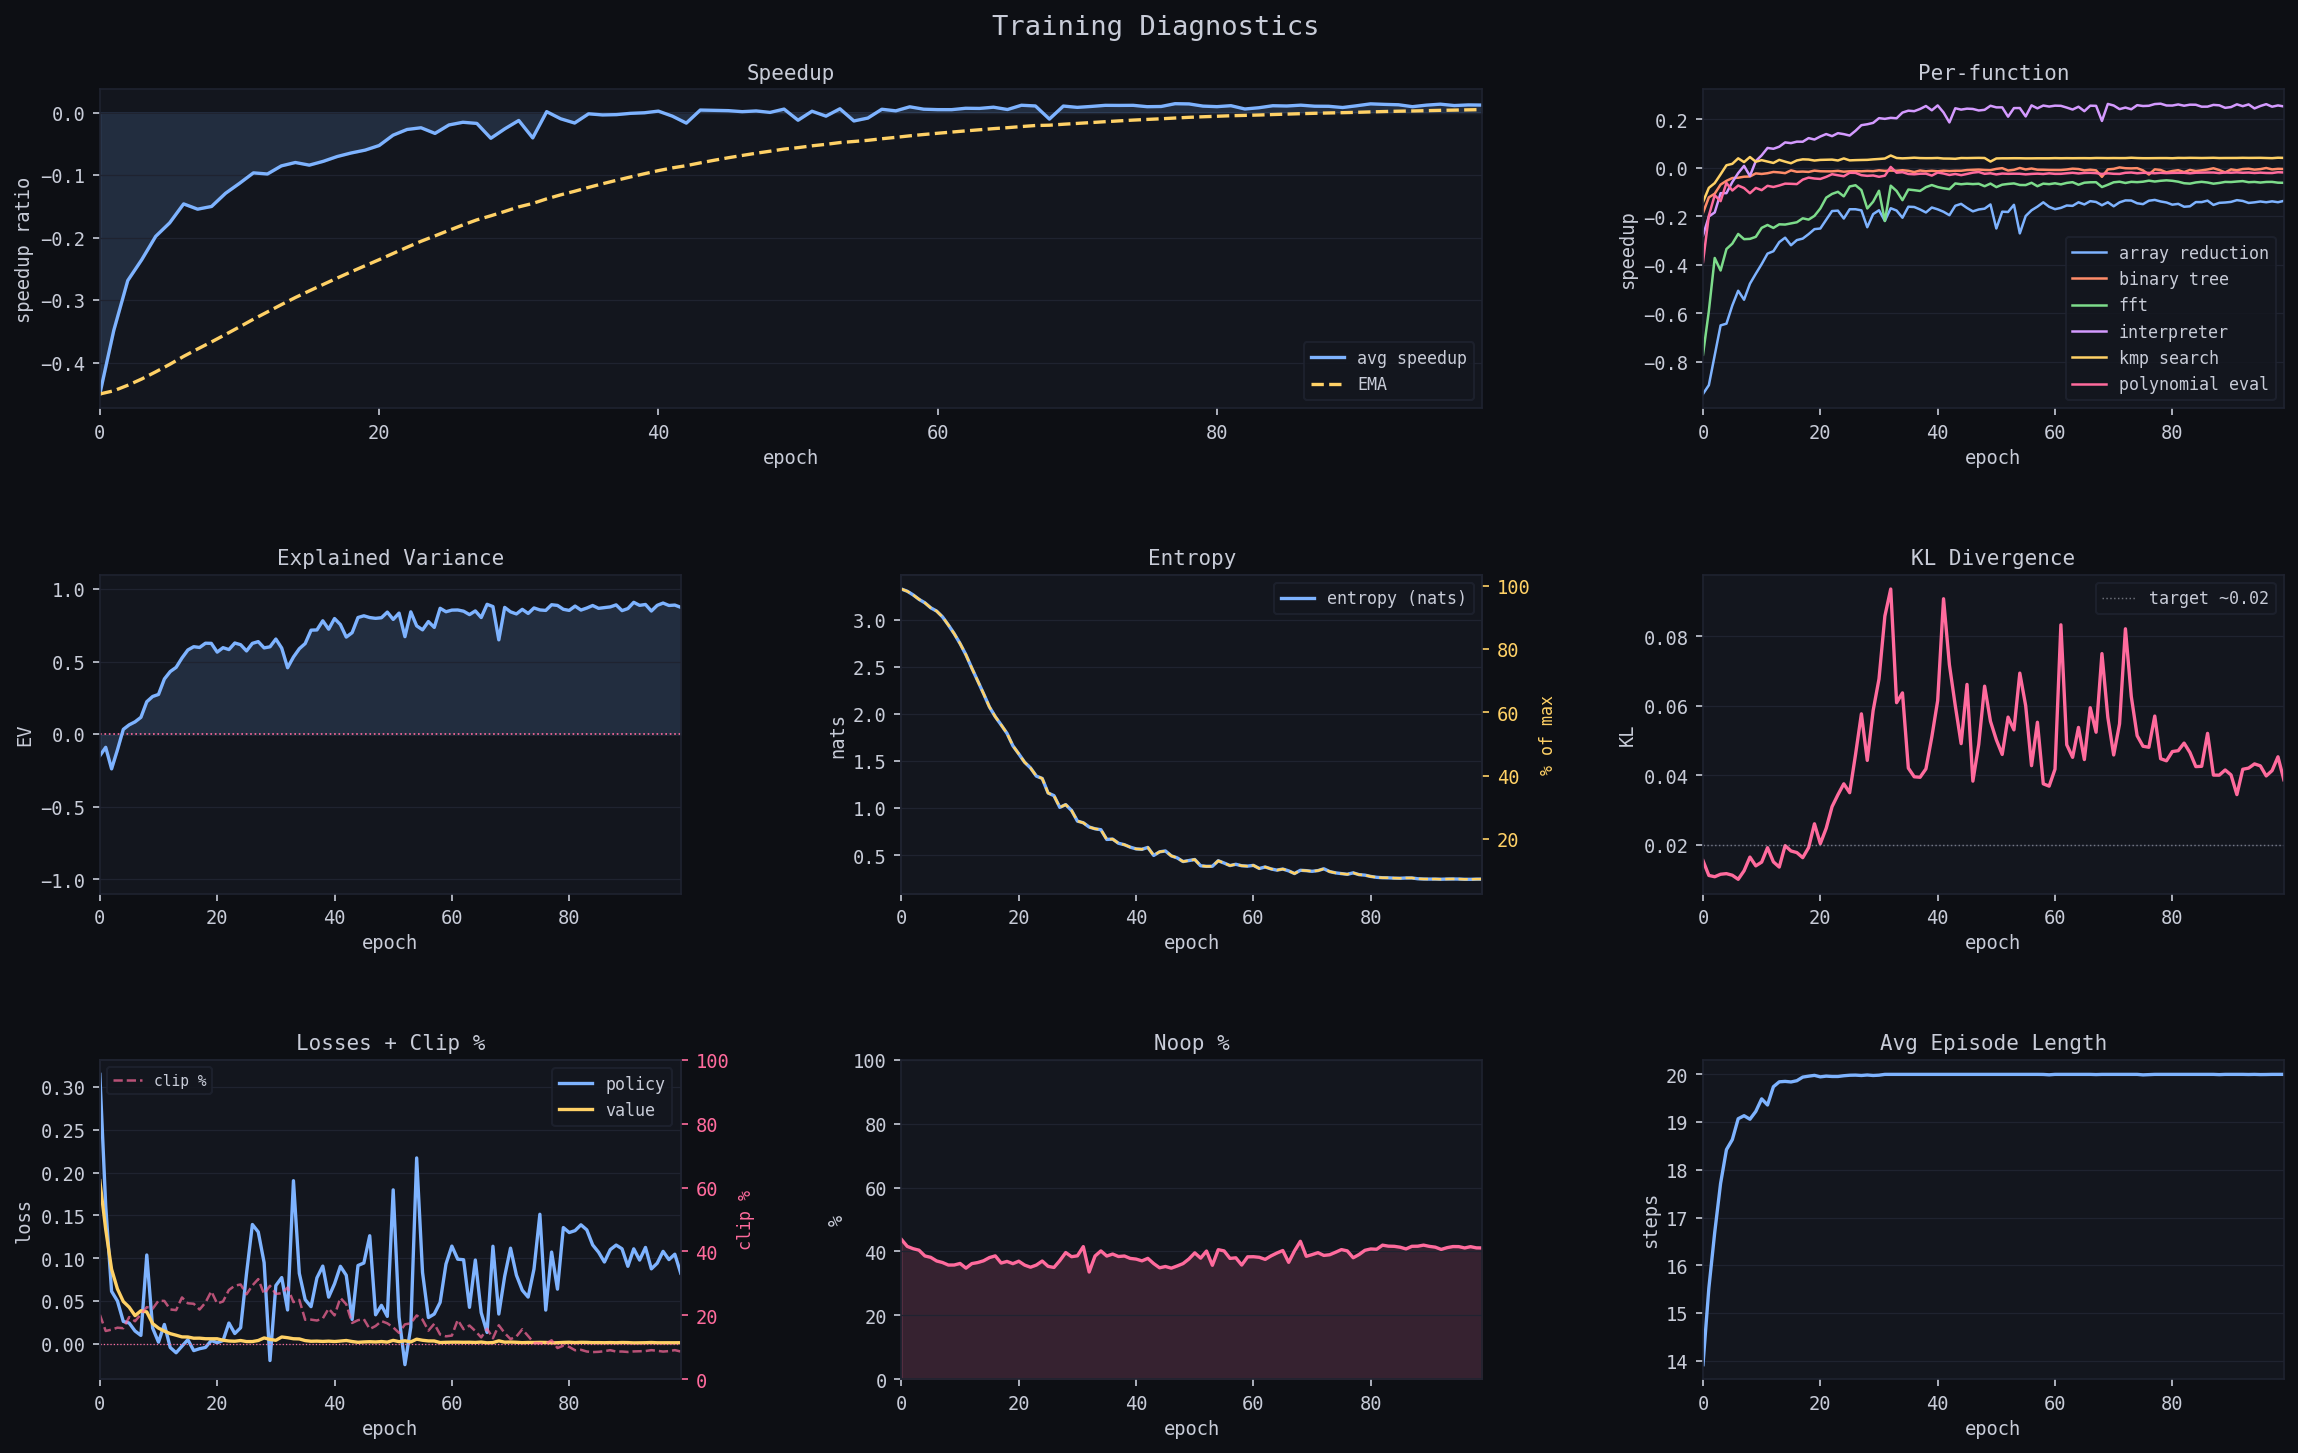 Training Diagnostics
Speedup
speedup ratio
0.0
−0.1
−0.2
−0.3
−0.4
0
20
40
60
80
epoch
avg speedup
EMA
Per-function
speedup
0.2
0.0
−0.2
−0.4
−0.6
−0.8
0
20
40
60
80
epoch
array reduction
binary tree
fft
interpreter
kmp search
polynomial eval
Explained Variance
EV
1.0
0.5
0.0
−0.5
−1.0
0
20
40
60
80
epoch
Entropy
nats
3.0
2.5
2.0
1.5
1.0
0.5
0
20
40
60
80
epoch
entropy (nats)
100
80
60
40
20
% of max
KL Divergence
KL
0.08
0.06
0.04
0.02
0
20
40
60
80
epoch
target ~0.02
Losses + Clip %
loss
0.30
0.25
0.20
0.15
0.10
0.05
0.00
0
20
40
60
80
epoch
clip %
policy
value
100
80
60
40
20
0
clip %
Noop %
%
100
80
60
40
20
0
0
20
40
60
80
epoch
Avg Episode Length
steps
20
19
18
17
16
15
14
0
20
40
60
80
epoch